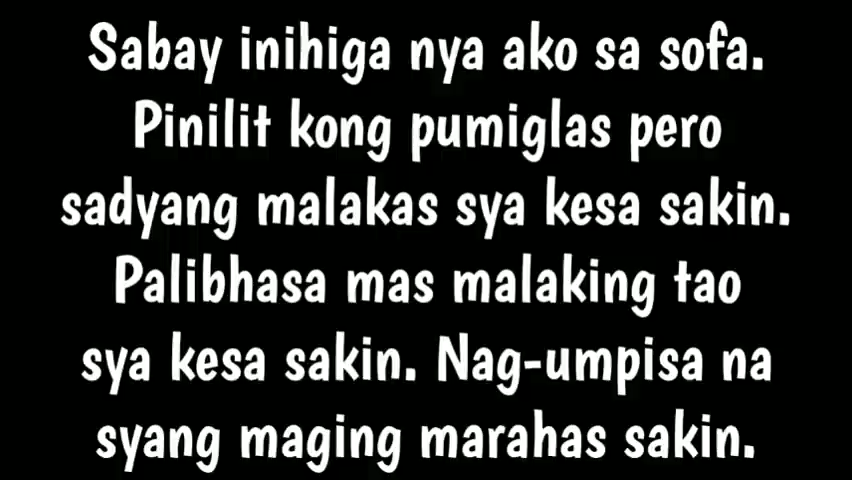 Sabay inihiga nya ako sa sofa.
Pinilit kong pumiglas pero
sadyang malakas sya kesa sakin.
Palibhasa mas malaking tao
sya kesa sakin. Nag-umpisa na
syang maging marahas sakin.